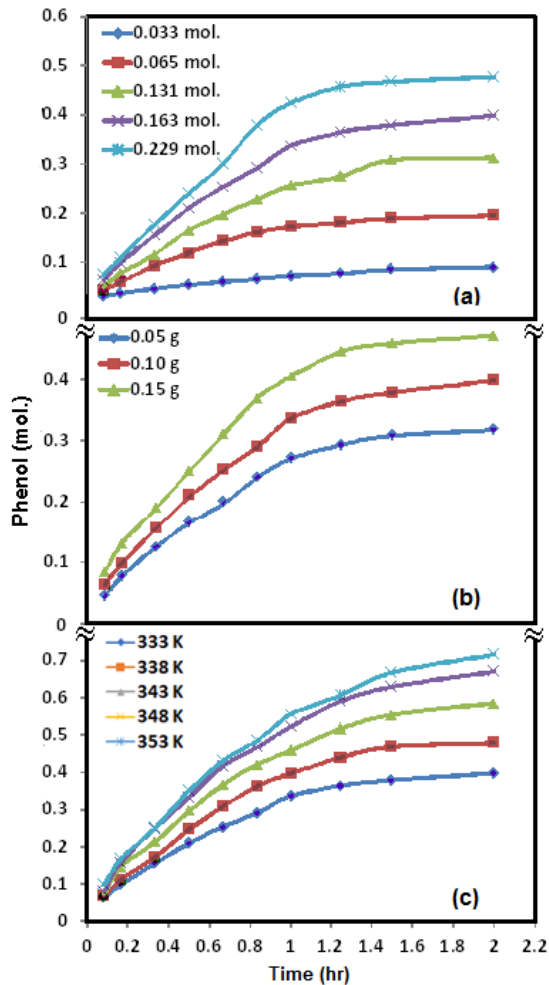 0.6
0.5
0.4
0.3
0.2
0.1
0
0.033 mol.
0.065 mol.
0.131 mol.
0.163 mol.
0.229 mol.
(a)
0.4
0.3
0.2
0.1
0
0.05 g
0.10 g
0.15 g
(b)
Phenol (mol.)
0.7
0.6
0.5
0.4
0.3
0.2
0.1
0
333 K
338 K
343 K
348 K
353 K
(c)
0 0.2 0.4 0.6 0.8 1 1.2 1.4 1.6 1.8 2 2.2
Time (hr)